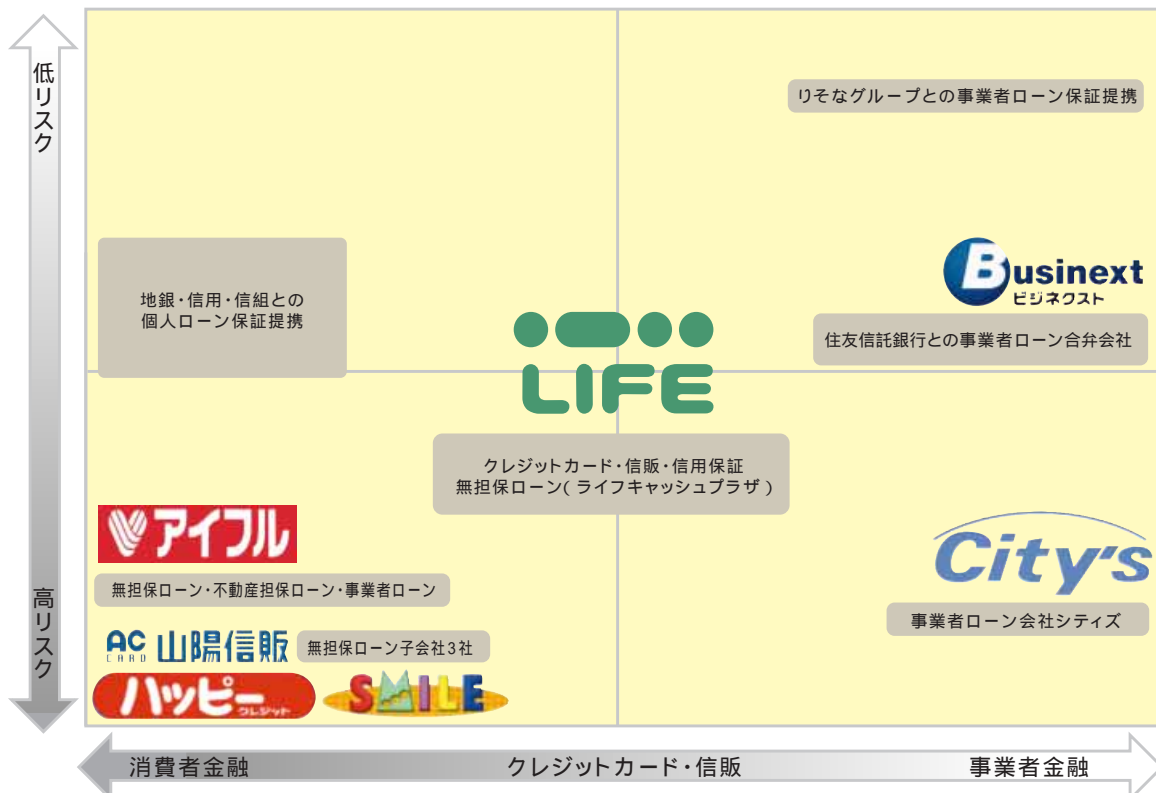 低リスク
りそなグループとの事業者ローン保証提携
Businext
ビジネクスト
住友信託銀行との事業者ローン合弁会社
地銀・信用・信組との
個人ローン保証提携
LIFE
クレジットカード・信販・信用保証
無担保ローン(ライフキャッシュプラザ)
アイフル
無担保ローン・不動産担保ローン・事業者ローン
City's
事業者ローン会社シティズ
高リスク
AC
CARD
山陽信販
無担保ローン子会社3社
ハッピー
クレジット
SMILE
消費者金融
クレジットカード・信販
事業者金融